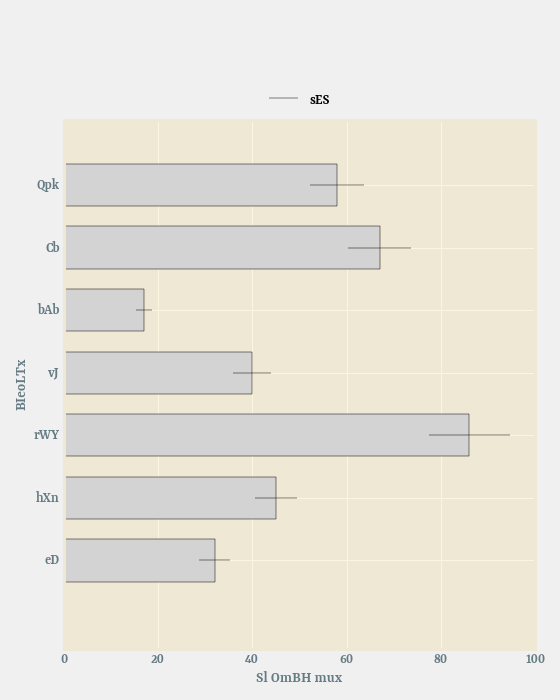 sES
Qpk
Cb
bAb
vJ
rWY
hXn
eD
BIeoLTx
0 20 40 60 80 100
Sl OmBH mux